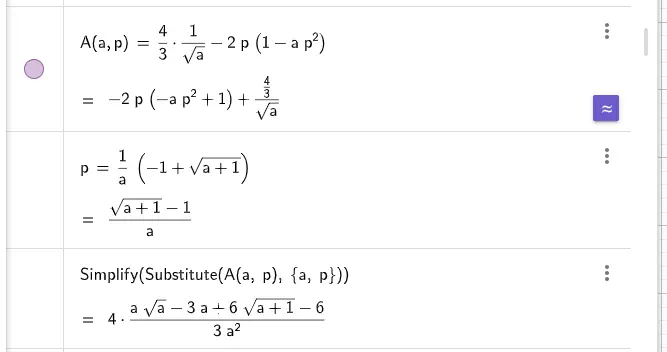 A(a, p) = 4/3 · 1/√a − 2 p (1 − a p²)
= −2 p (−a p² + 1) + (4/3)/√a
≈
p = 1/a (−1 + √(a + 1))
= (√(a + 1) − 1)/a
Simplify(Substitute(A(a, p), {a, p}))
= 4 · (a √a − 3 a + 6 √(a + 1) − 6)/(3 a²)